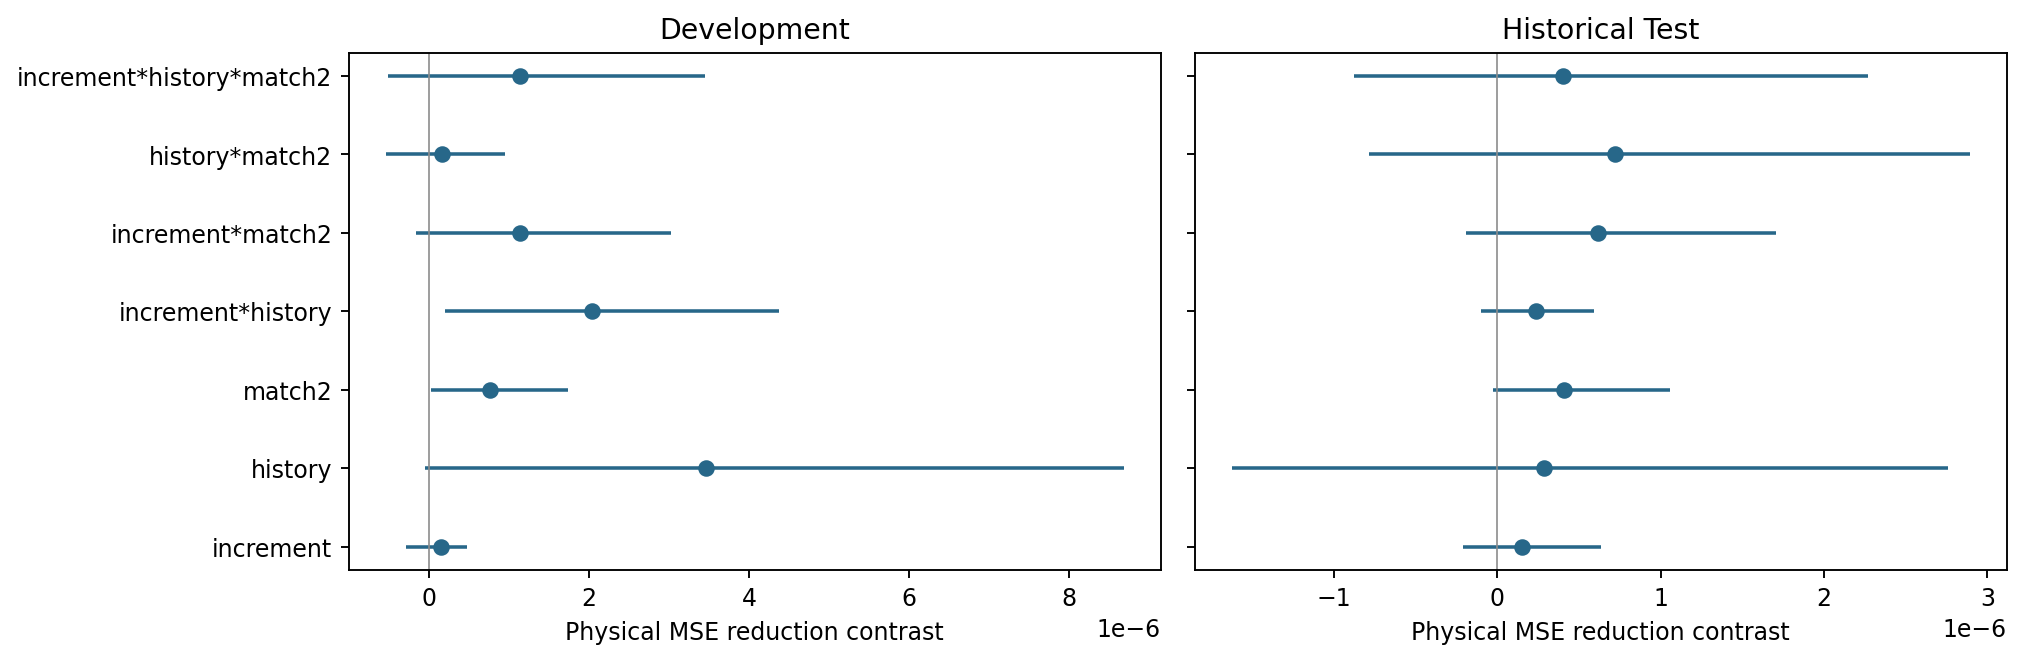 Development
Historical Test
increment*history*match2
history*match2
increment*match2
increment*history
match2
history
increment
0 2 4 6 8
−1 0 1 2 3
1e−6
1e−6
Physical MSE reduction contrast
Physical MSE reduction contrast